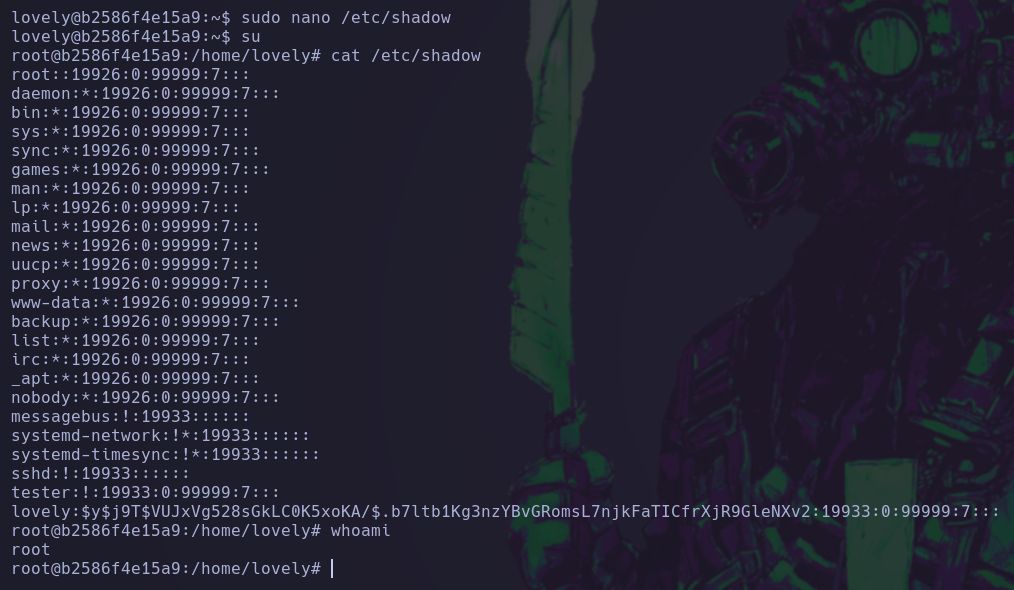 lovely@b2586f4e15a9:~$ sudo nano /etc/shadow
lovely@b2586f4e15a9:~$ su
root@b2586f4e15a9:/home/lovely# cat /etc/shadow
root::19926:0:99999:7:::
daemon:*:19926:0:99999:7:::
bin:*:19926:0:99999:7:::
sys:*:19926:0:99999:7:::
sync:*:19926:0:99999:7:::
games:*:19926:0:99999:7:::
man:*:19926:0:99999:7:::
lp:*:19926:0:99999:7:::
mail:*:19926:0:99999:7:::
news:*:19926:0:99999:7:::
uucp:*:19926:0:99999:7:::
proxy:*:19926:0:99999:7:::
www-data:*:19926:0:99999:7:::
backup:*:19926:0:99999:7:::
list:*:19926:0:99999:7:::
irc:*:19926:0:99999:7:::
_apt:*:19926:0:99999:7:::
nobody:*:19926:0:99999:7:::
messagebus:!:19933::::::
systemd-network:!*:19933::::::
systemd-timesync:!*:19933::::::
sshd:!:19933::::::
tester:!:19933:0:99999:7:::
lovely:$y$j9T$VUJxVg528sGkLC0K5xoKA/$.b7ltb1Kg3nzYBvGRomsL7njkFaTICfrXjR9GleNXv2:19933:0:99999:7:::
root@b2586f4e15a9:/home/lovely# whoami
root
root@b2586f4e15a9:/home/lovely#